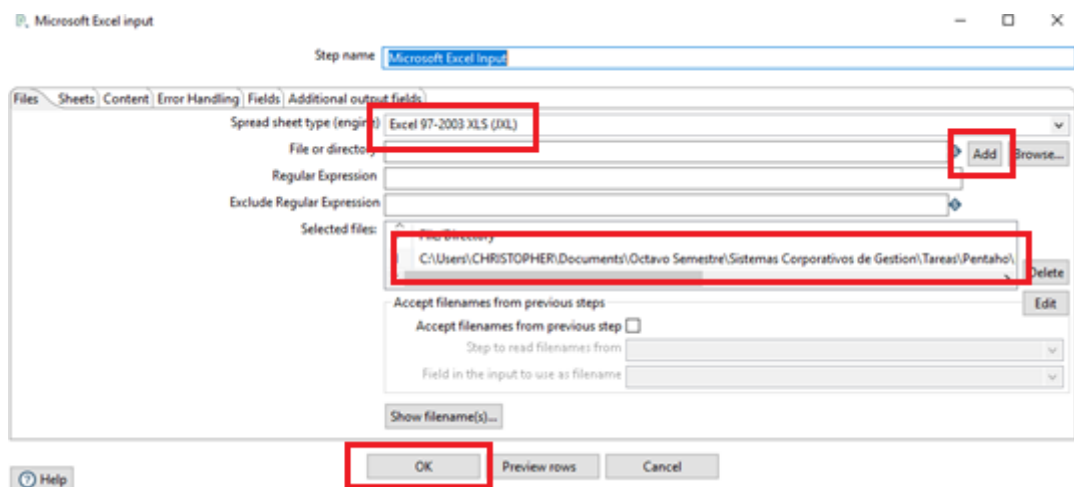 Microsoft Excel input
Step name Microsoft Excel Input
Files Sheets Content Error Handling Fields Additional output fields
Spread sheet type (engine) Excel 97-2003 XLS (JXL)
File or directory Add Browse...
Regular Expression
Exclude Regular Expression
Selected files: File/Directory
C:\Users\CHRISTOPHER\Documents\Octavo Semestre\Sistemas Corporativos de Gestion\Tareas\Pentaho\
Delete
Accept filenames from previous steps Edit
Accept filenames from previous step
Step to read filenames from
Field in the input to use as filename
Show filename(s)...
OK Preview rows Cancel
Help